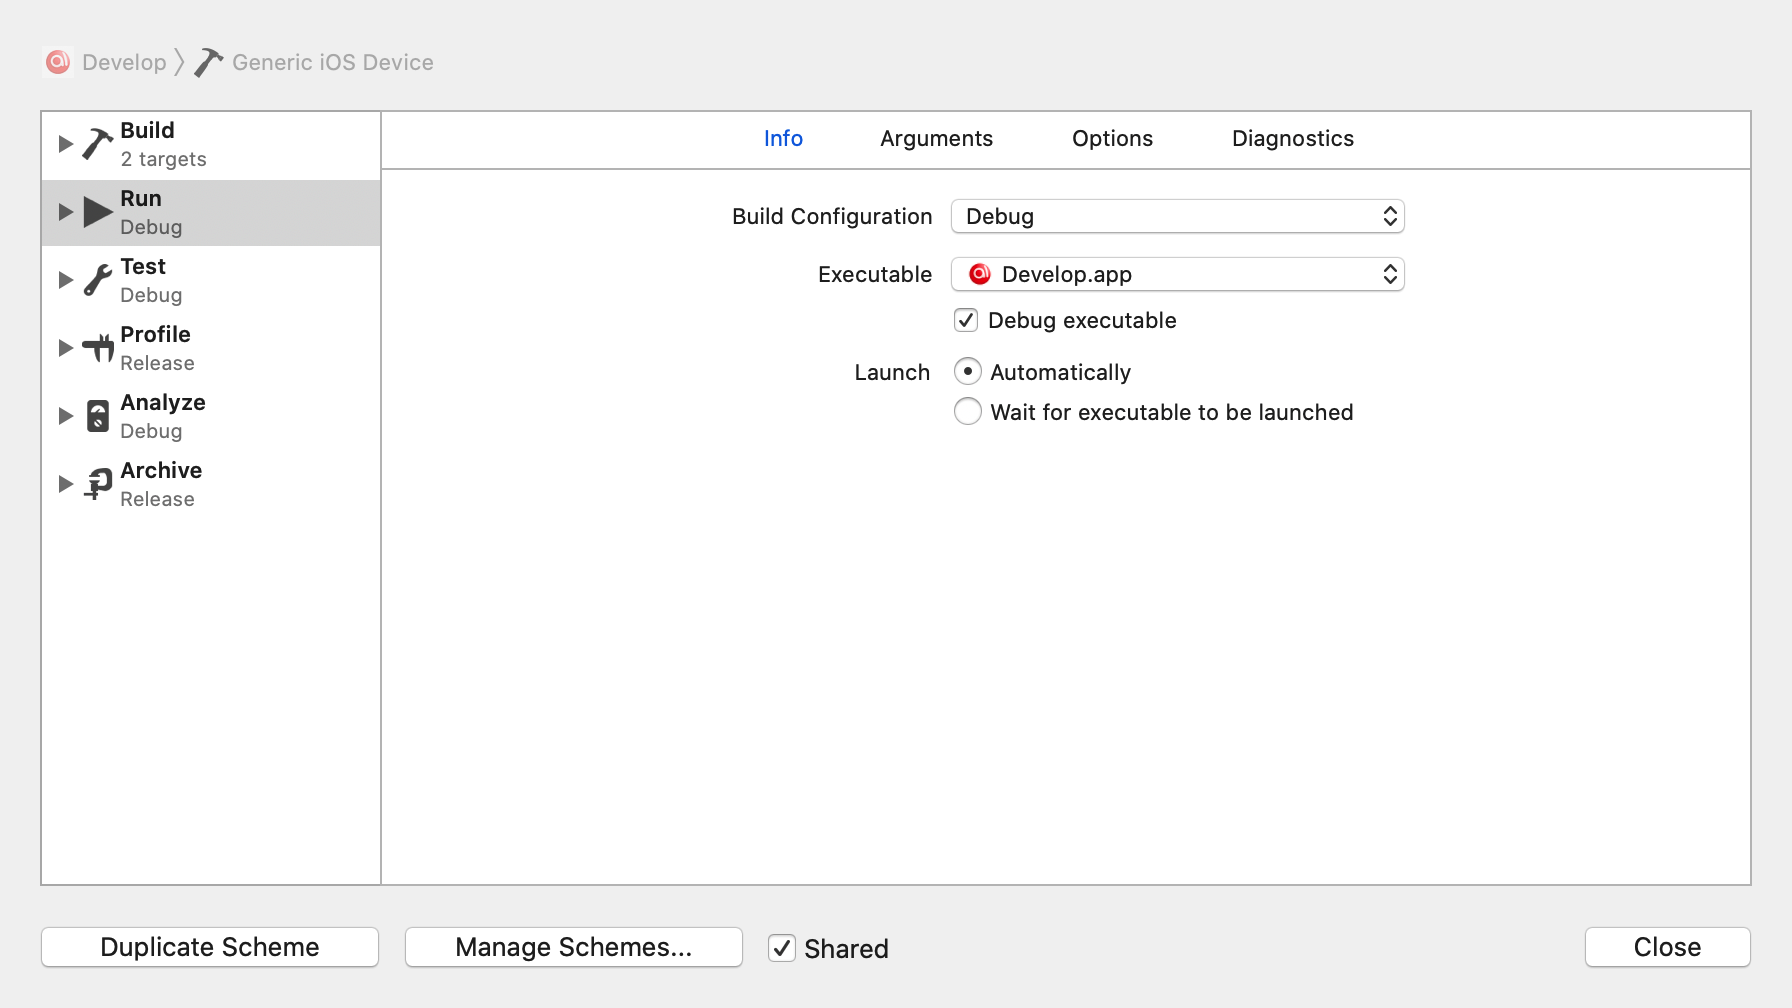 Develop Generic iOS Device
Build
2 targets
Run
Debug
Test
Debug
Profile
Release
Analyze
Debug
Archive
Release
Info Arguments Options Diagnostics
Build Configuration Debug
Executable Develop.app
Debug executable
Launch Automatically
Wait for executable to be launched
Duplicate Scheme Manage Schemes... Shared Close